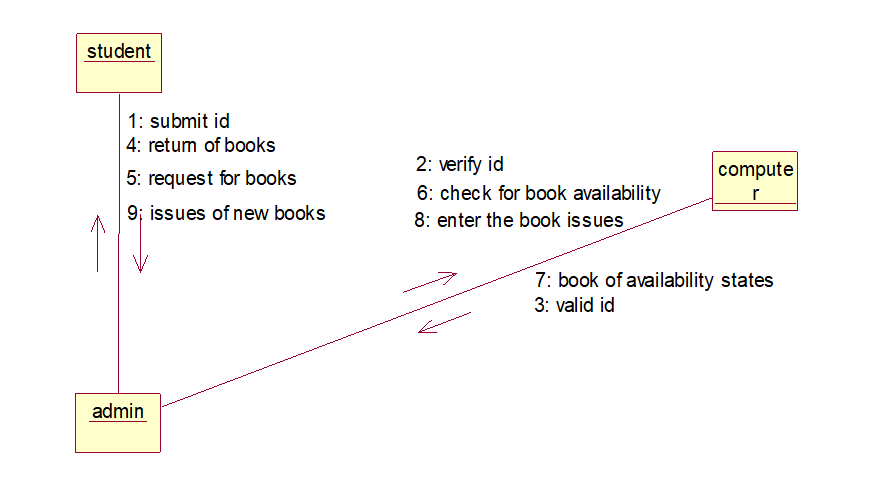 student
1: submit id
4: return of books
5: request for books
9: issues of new books
2: verify id
6: check for book availability
8: enter the book issues
compute
r
7: book of availability states
3: valid id
admin